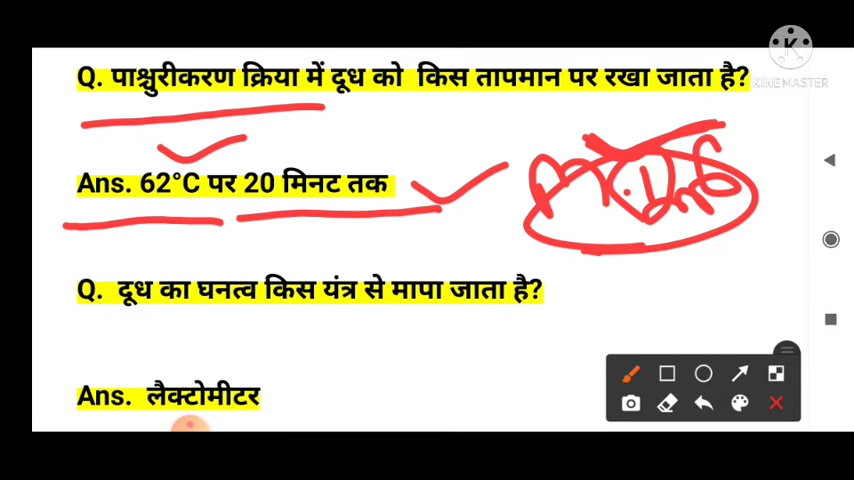 KINEMASTER
Q. पाश्चुरीकरण क्रिया में दूध को किस तापमान पर रखा जाता है?
Ans. 62°C पर 20 मिनट तक
Q. दूध का घनत्व किस यंत्र से मापा जाता है?
Ans. लैक्टोमीटर